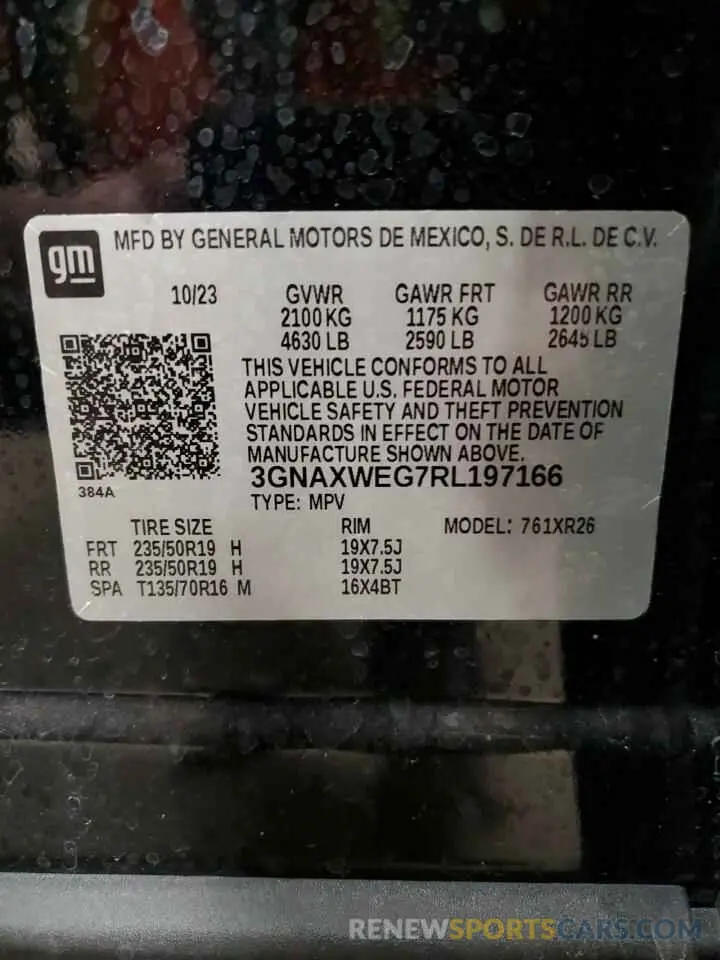 gm
MFD BY GENERAL MOTORS DE MEXICO, S. DE R.L. DE C.V.
10/23 GVWR GAWR FRT GAWR RR
2100 KG 1175 KG 1200 KG
4630 LB 2590 LB 2645 LB
THIS VEHICLE CONFORMS TO ALL
APPLICABLE U.S. FEDERAL MOTOR
VEHICLE SAFETY AND THEFT PREVENTION
STANDARDS IN EFFECT ON THE DATE OF
MANUFACTURE SHOWN ABOVE.
3GNAXWEG7RL197166
384A
TYPE: MPV
TIRE SIZE RIM MODEL: 761XR26
FRT 235/50R19 H 19X7.5J
RR 235/50R19 H 19X7.5J
SPA T135/70R16 M 16X4BT
RENEWSPORTSCARS.COM